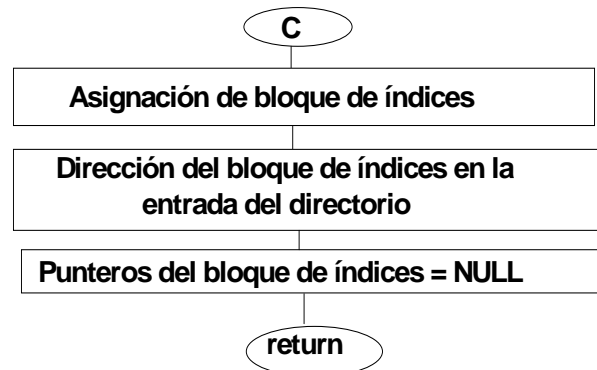 C
Asignación de bloque de índices
Dirección del bloque de índices en la
entrada del directorio
Punteros del bloque de índices = NULL
return